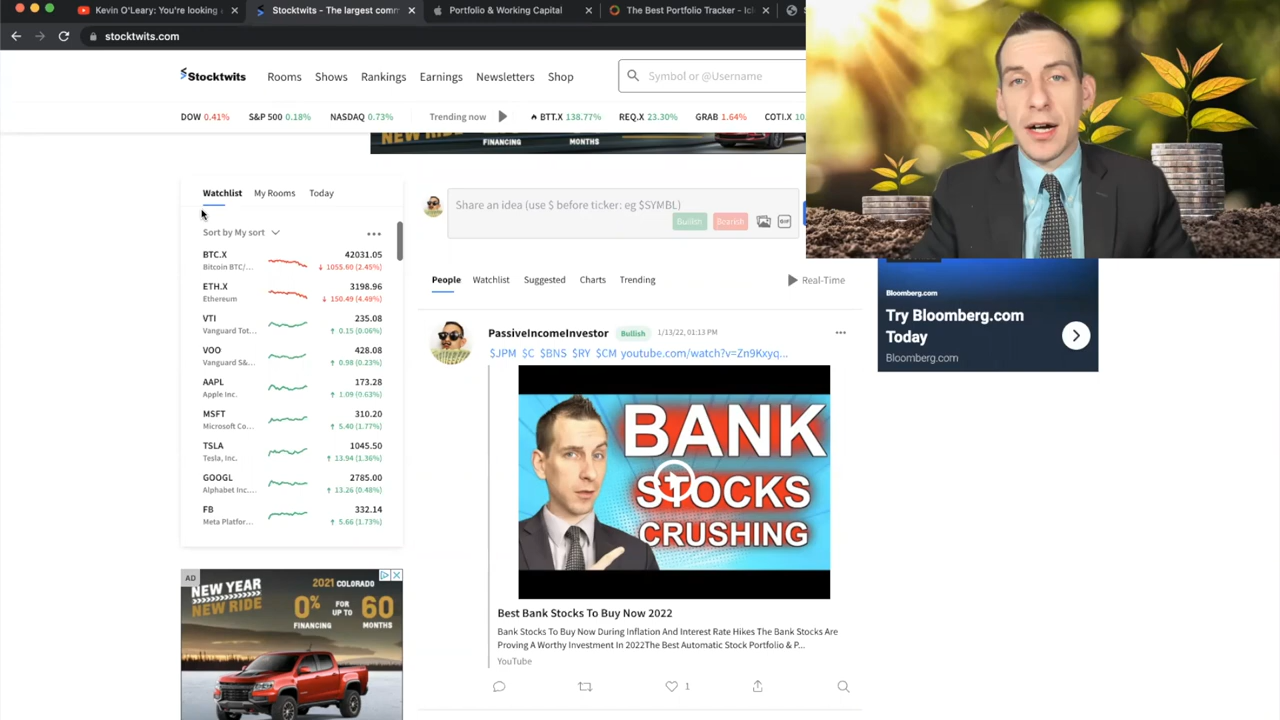 Kevin O'Leary: You're looking
Stocktwits - The largest comm
Portfolio & Working Capital
The Best Portfolio Tracker - Ic
stocktwits.com
Stocktwits Rooms Shows Rankings Earnings Newsletters Shop Symbol or @Username
DOW 0.41% S&P 500 0.18% NASDAQ 0.73% Trending now BTT.X 138.77% REQ.X 23.30% GRAB 1.64% COTI.X 10.
FINANCING MONTHS
Watchlist My Rooms Today
Sort by My sort
BTC.X 42031.05
Bitcoin BTC/... ↓ 1055.60 (2.45%)
ETH.X 3198.96
Ethereum ↓ 150.49 (4.49%)
VTI 235.08
Vanguard Tot... ↑ 0.15 (0.06%)
VOO 428.08
Vanguard S&... ↑ 0.98 (0.23%)
AAPL 173.28
Apple Inc. ↑ 1.09 (0.63%)
MSFT 310.20
Microsoft Co... ↑ 5.40 (1.77%)
TSLA 1045.50
Tesla, Inc. ↑ 13.94 (1.36%)
GOOGL 2785.00
Alphabet Inc.... ↑ 13.26 (0.48%)
FB 332.14
Meta Platfor... ↑ 5.66 (1.73%)
AD
NEW YEAR
NEW RIDE
2021 COLORADO
0% FOR UP TO 60
FINANCING MONTHS
Share an idea (use $ before ticker: eg $SYMBL)
Bullish Bearish GIF
People Watchlist Suggested Charts Trending Real-Time
PassiveIncomeInvestor Bullish 1/13/22, 01:13 PM
$JPM $C $BNS $RY $CM youtube.com/watch?v=Zn9Kxyq...
BANK
STOCKS
CRUSHING
Best Bank Stocks To Buy Now 2022
Bank Stocks To Buy Now During Inflation And Interest Rate Hikes The Bank Stocks Are
Proving A Worthy Investment In 2022The Best Automatic Stock Portfolio & P...
YouTube
1
Bloomberg.com
Try Bloomberg.com
Today
Bloomberg.com